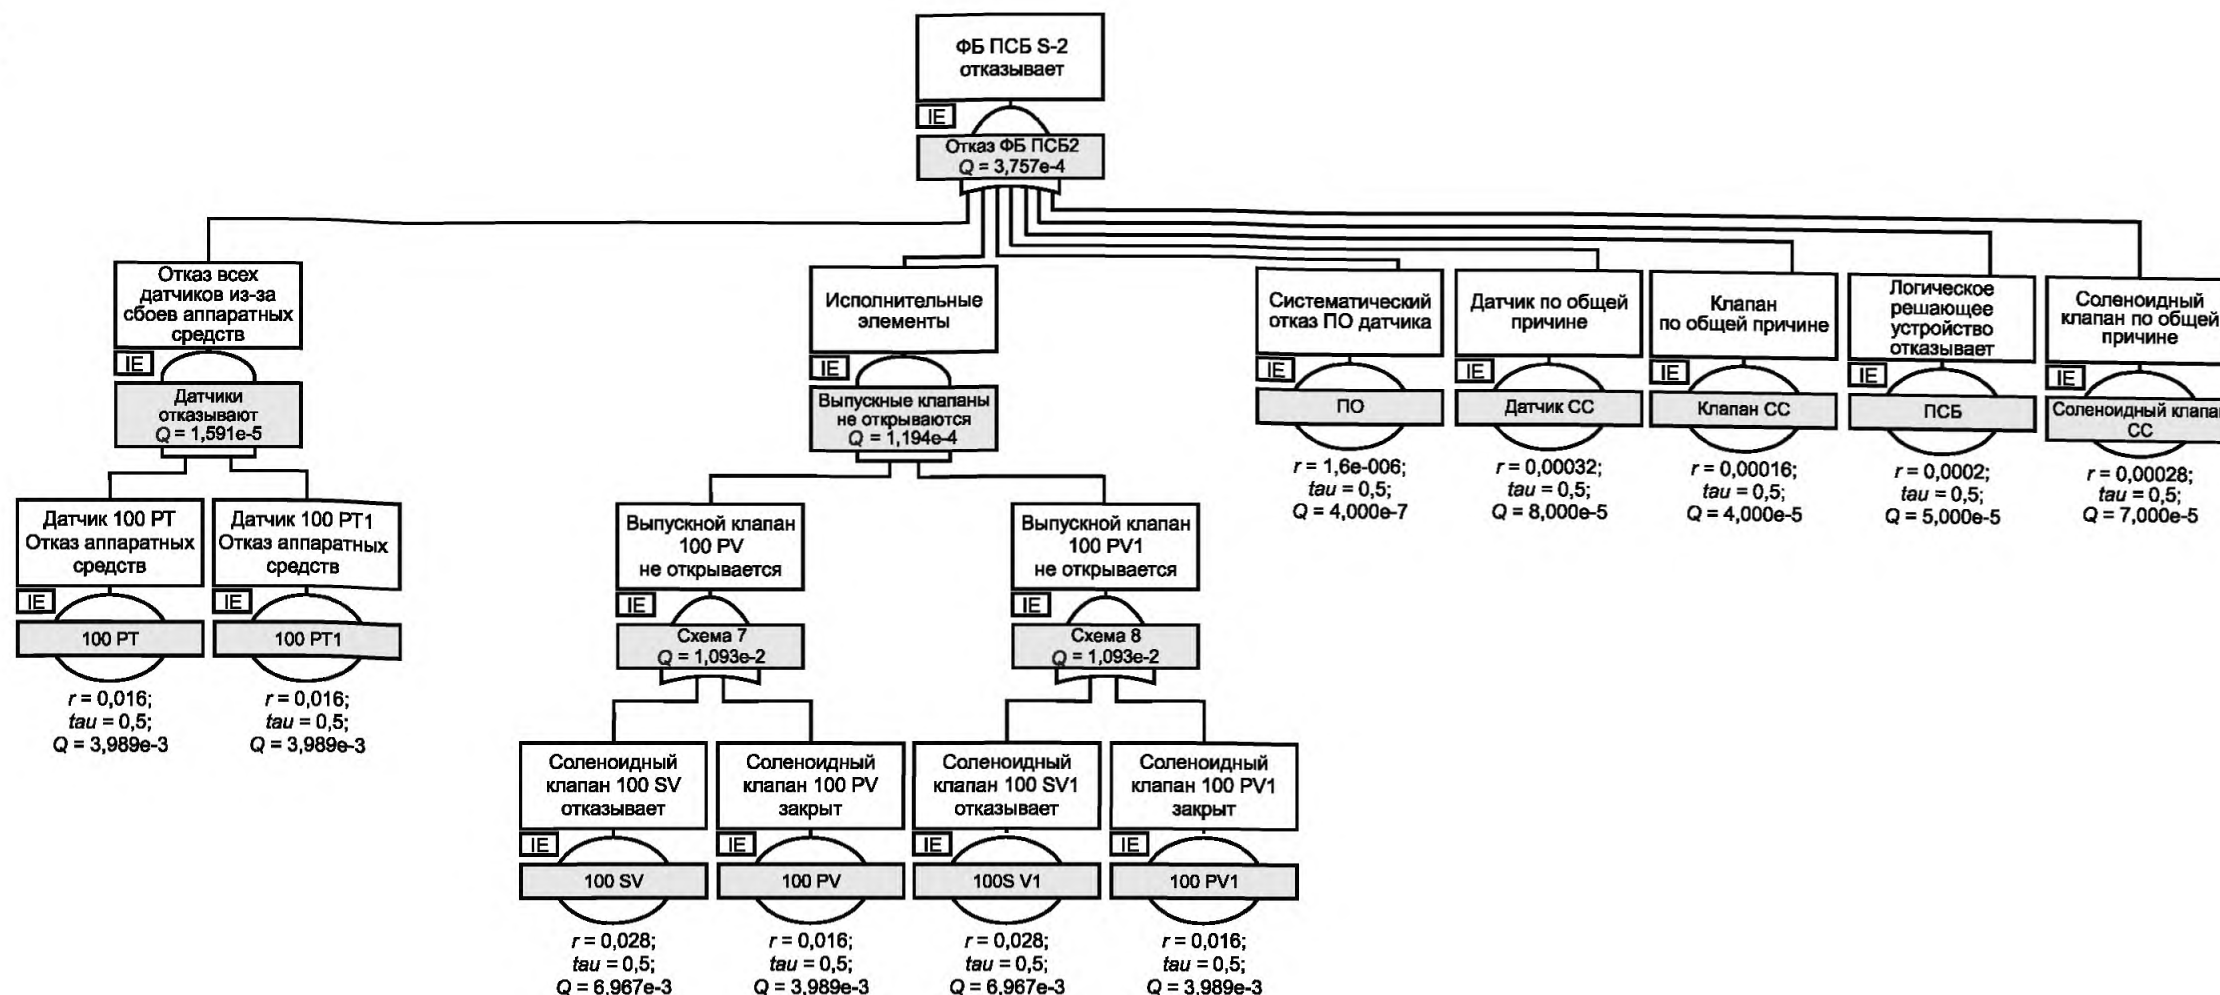 ФБ ПСБ S-2
отказывает
IE
Отказ ФБ ПСБ2
Q = 3,757e-4
Отказ всех
датчиков из-за
сбоев аппаратных
средств
IE
Датчики
отказывают
Q = 1,591e-5
Исполнительные
элементы
IE
Выпускные клапаны
не открываются
Q = 1,194e-4
Систематический
отказ ПО датчика
IE
ПО
r = 1,6e-006;
tau = 0,5;
Q = 4,000e-7
Датчик по общей
причине
IE
Датчик СС
r = 0,00032;
tau = 0,5;
Q = 8,000e-5
Клапан
по общей причине
IE
Клапан СС
r = 0,00016;
tau = 0,5;
Q = 4,000e-5
Логическое
решающее
устройство
отказывает
IE
ПСБ
r = 0,0002;
tau = 0,5;
Q = 5,000e-5
Соленоидный
клапан по общей
причине
IE
Соленоидный клапан
СС
r = 0,00028;
tau = 0,5;
Q = 7,000e-5
Датчик 100 PT
Отказ аппаратных
средств
IE
100 PT
r = 0,016;
tau = 0,5;
Q = 3,989e-3
Датчик 100 PT1
Отказ аппаратных
средств
IE
100 PT1
r = 0,016;
tau = 0,5;
Q = 3,989e-3
Выпускной клапан
100 PV
не открывается
IE
Схема 7
Q = 1,093e-2
Выпускной клапан
100 PV1
не открывается
IE
Схема 8
Q = 1,093e-2
Соленоидный
клапан 100 SV
отказывает
IE
100 SV
r = 0,028;
tau = 0,5;
Q = 6,967e-3
Соленоидный
клапан 100 PV
закрыт
IE
100 PV
r = 0,016;
tau = 0,5;
Q = 3,989e-3
Соленоидный
клапан 100 SV1
отказывает
IE
100S V1
r = 0,028;
tau = 0,5;
Q = 6,967e-3
Соленоидный
клапан 100 PV1
закрыт
IE
100 PV1
r = 0,016;
tau = 0,5;
Q = 3,989e-3